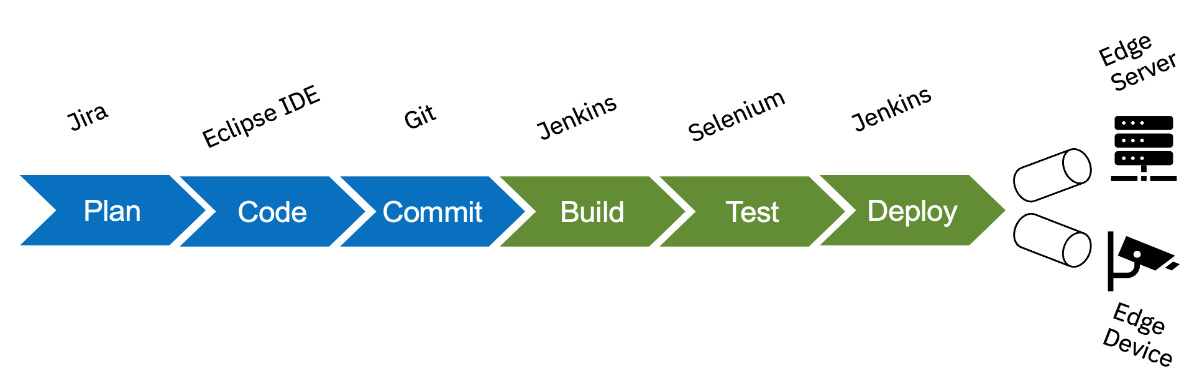 Jira
Eclipse IDE
Git
Jenkins
Selenium
Jenkins
Edge
Server
Plan
Code
Commit
Build
Test
Deploy
Edge
Device